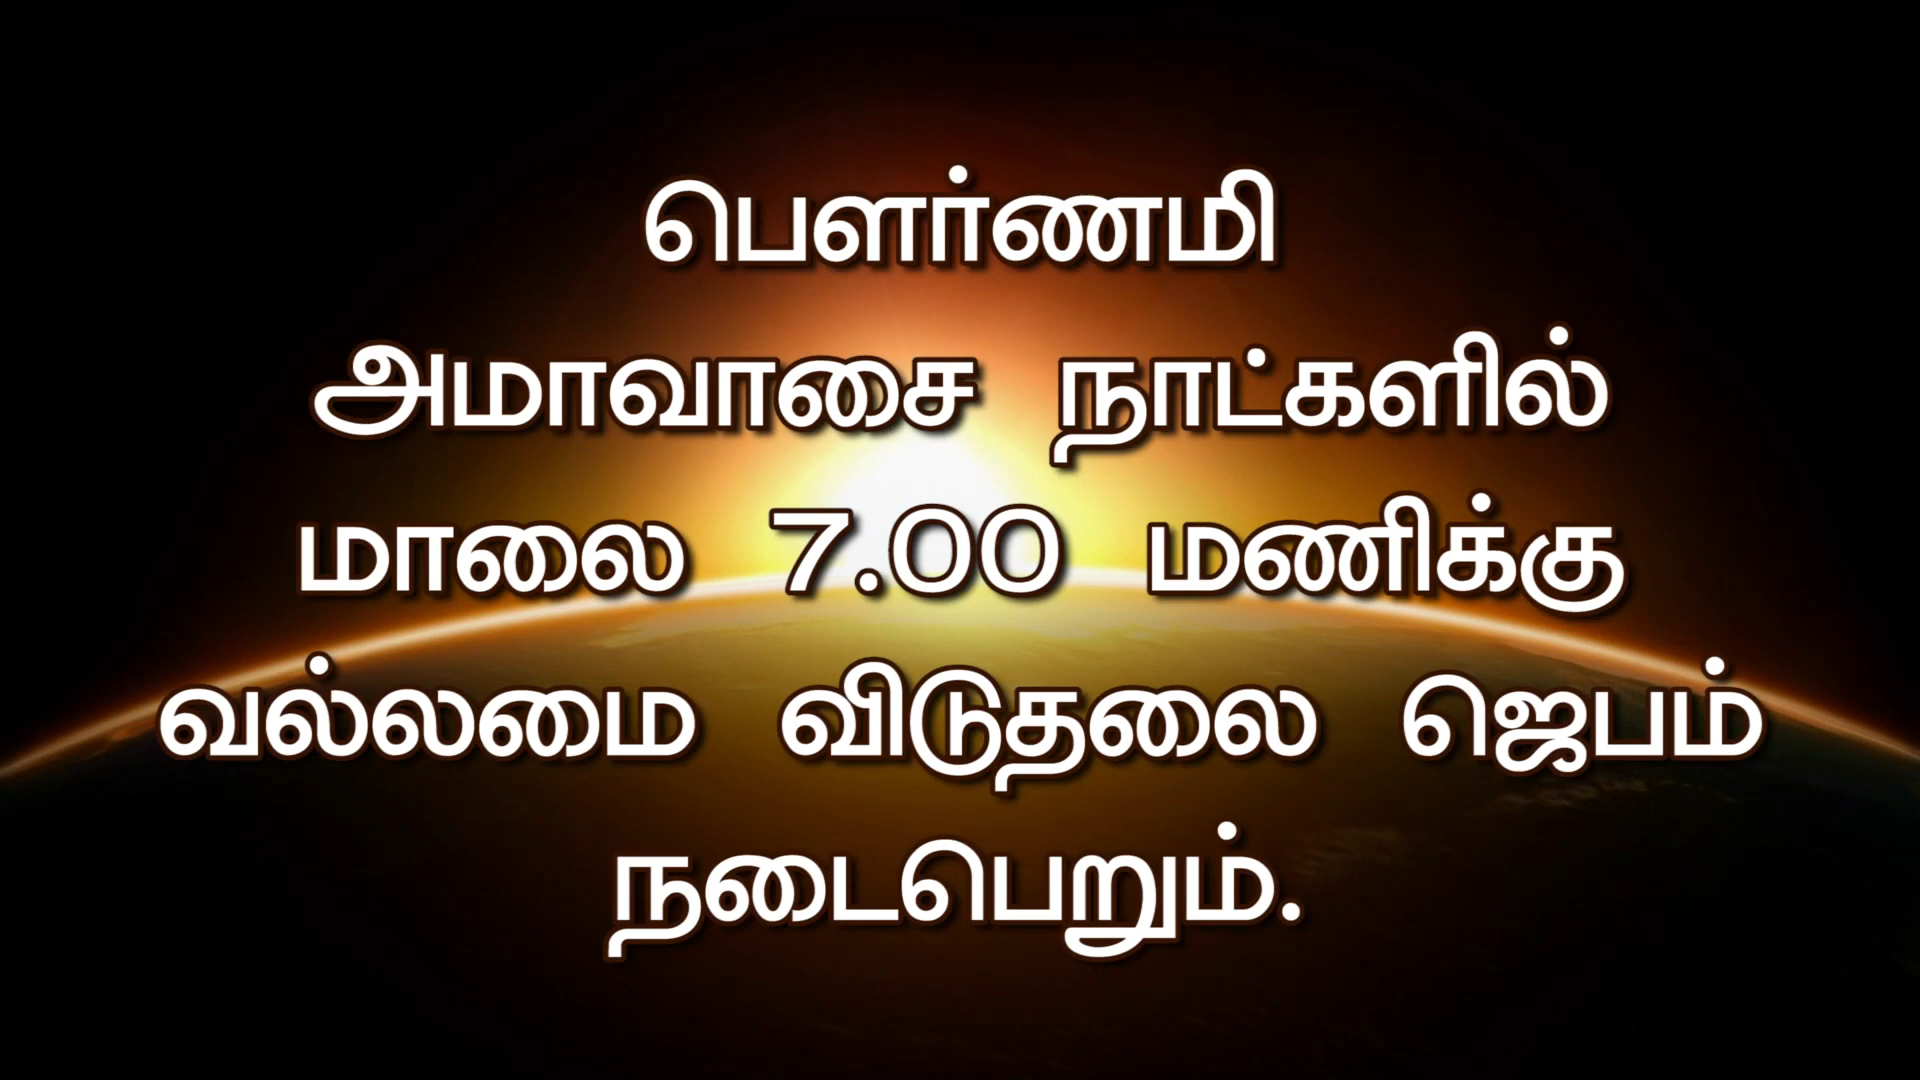 பௌர்ணமி
அமாவாசை நாட்களில்
மாலை 7.00 மணிக்கு
வல்லமை விடுதலை ஜெபம்
நடைபெறும்.